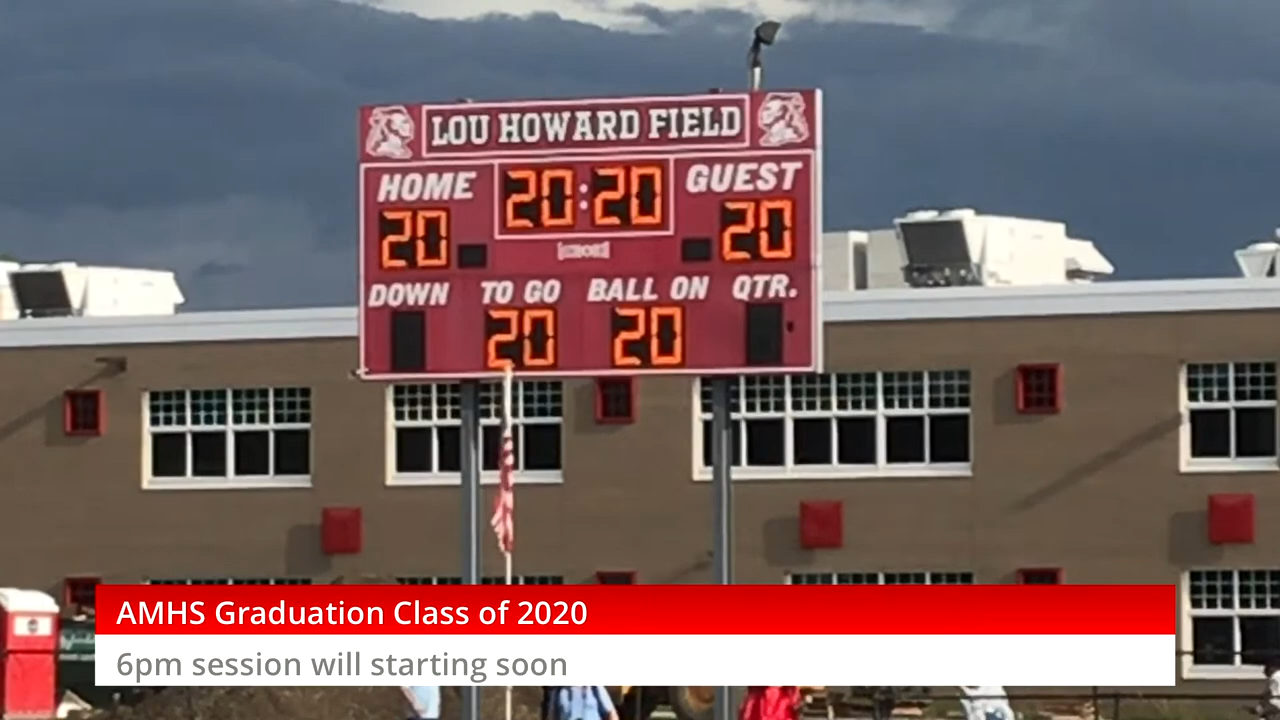 LOU HOWARD FIELD
HOME 20:20 GUEST
20 20
DOWN TO GO BALL ON QTR.
20 20
AMHS Graduation Class of 2020
6pm session will starting soon